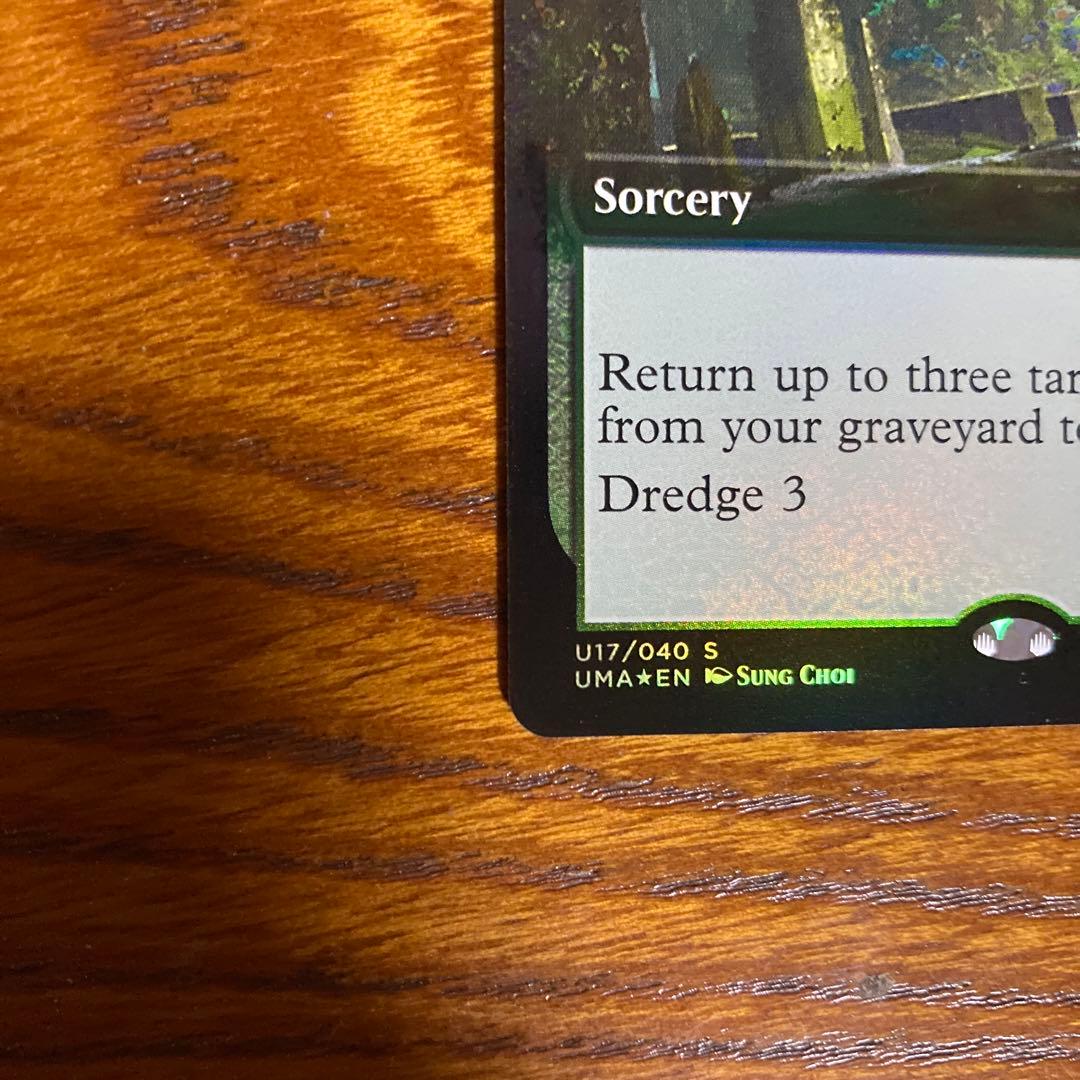 Sorcery
Return up to three tar
from your graveyard t
Dredge 3
U17/040 S
UMA★EN SUNG CHOI